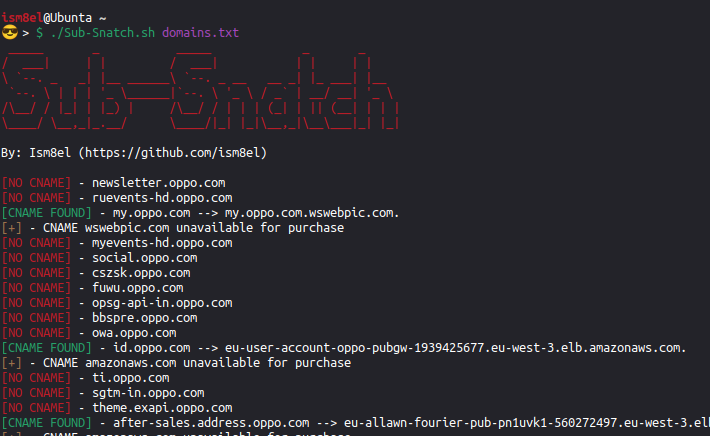 ism8el@Ubunta ~
😎 > $ ./Sub-Snatch.sh domains.txt
Sub-Snatch
By: Ism8el (https://github.com/ism8el)
[NO CNAME] - newsletter.oppo.com
[NO CNAME] - ruevents-hd.oppo.com
[CNAME FOUND] - my.oppo.com --> my.oppo.com.wswebpic.com.
[+] - CNAME wswebpic.com unavailable for purchase
[NO CNAME] - myevents-hd.oppo.com
[NO CNAME] - social.oppo.com
[NO CNAME] - cszsk.oppo.com
[NO CNAME] - fuwu.oppo.com
[NO CNAME] - opsg-api-in.oppo.com
[NO CNAME] - bbspre.oppo.com
[NO CNAME] - owa.oppo.com
[CNAME FOUND] - id.oppo.com --> eu-user-account-oppo-pubgw-1939425677.eu-west-3.elb.amazonaws.com.
[+] - CNAME amazonaws.com unavailable for purchase
[NO CNAME] - ti.oppo.com
[NO CNAME] - sgtm-in.oppo.com
[NO CNAME] - theme.exapi.oppo.com
[CNAME FOUND] - after-sales.address.oppo.com --> eu-allawn-fourier-pub-pn1uvk1-560272497.eu-west-3.el
[+] - CNAME amazonaws.com unavailable for purchase